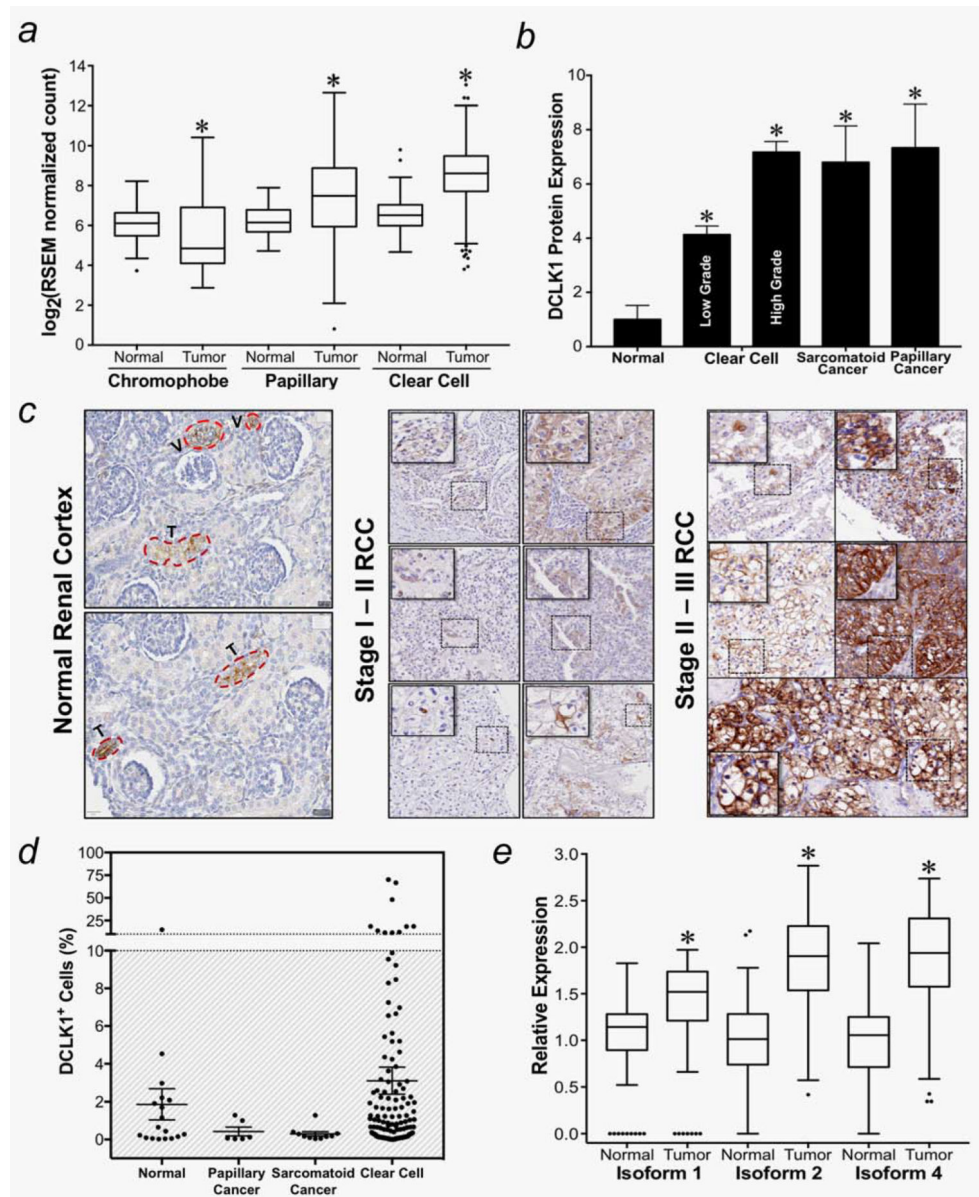 a
log2(RSEM normalized count)
14
12
10
8
6
4
2
0
*
*
*
Normal
Tumor
Normal
Tumor
Normal
Tumor
Chromophobe
Papillary
Clear Cell
b
DCLK1 Protein Expression
10
8
6
4
2
0
*
*
*
*
Low Grade
High Grade
Normal
Clear Cell
Sarcomatoid
Cancer
Papillary
Cancer
c
Normal Renal Cortex
V
V
T
T
T
Stage I – II RCC
Stage II – III RCC
d
DCLK1+ Cells (%)
100
75
50
25
10
8
6
4
2
0
Normal
Papillary
Cancer
Sarcomatoid
Cancer
Clear Cell
e
Relative Expression
3.0
2.5
2.0
1.5
1.0
0.5
0.0
*
*
*
Normal
Tumor
Normal
Tumor
Normal
Tumor
Isoform 1
Isoform 2
Isoform 4